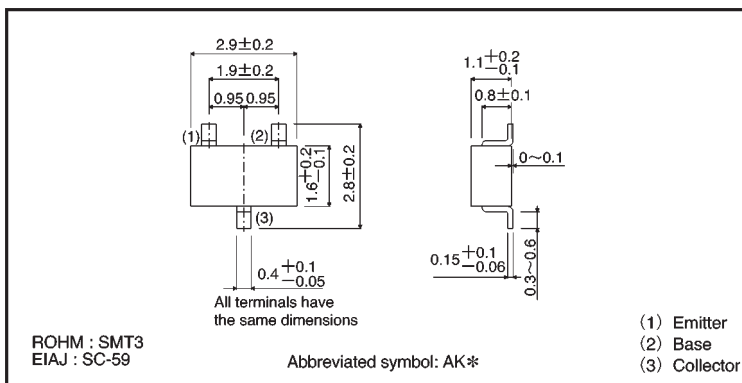 2.9±0.2
1.9±0.2
0.95 0.95
(1)
(2)
(3)
1.6+0.2 −0.1
2.8±0.2
0.4+0.1 −0.05
All terminals have
the same dimensions
1.1+0.2 −0.1
0.8±0.1
0~0.1
0.15+0.1 −0.06
0.3~0.6
ROHM : SMT3
EIAJ : SC-59
Abbreviated symbol: AK*
(1) Emitter
(2) Base
(3) Collector